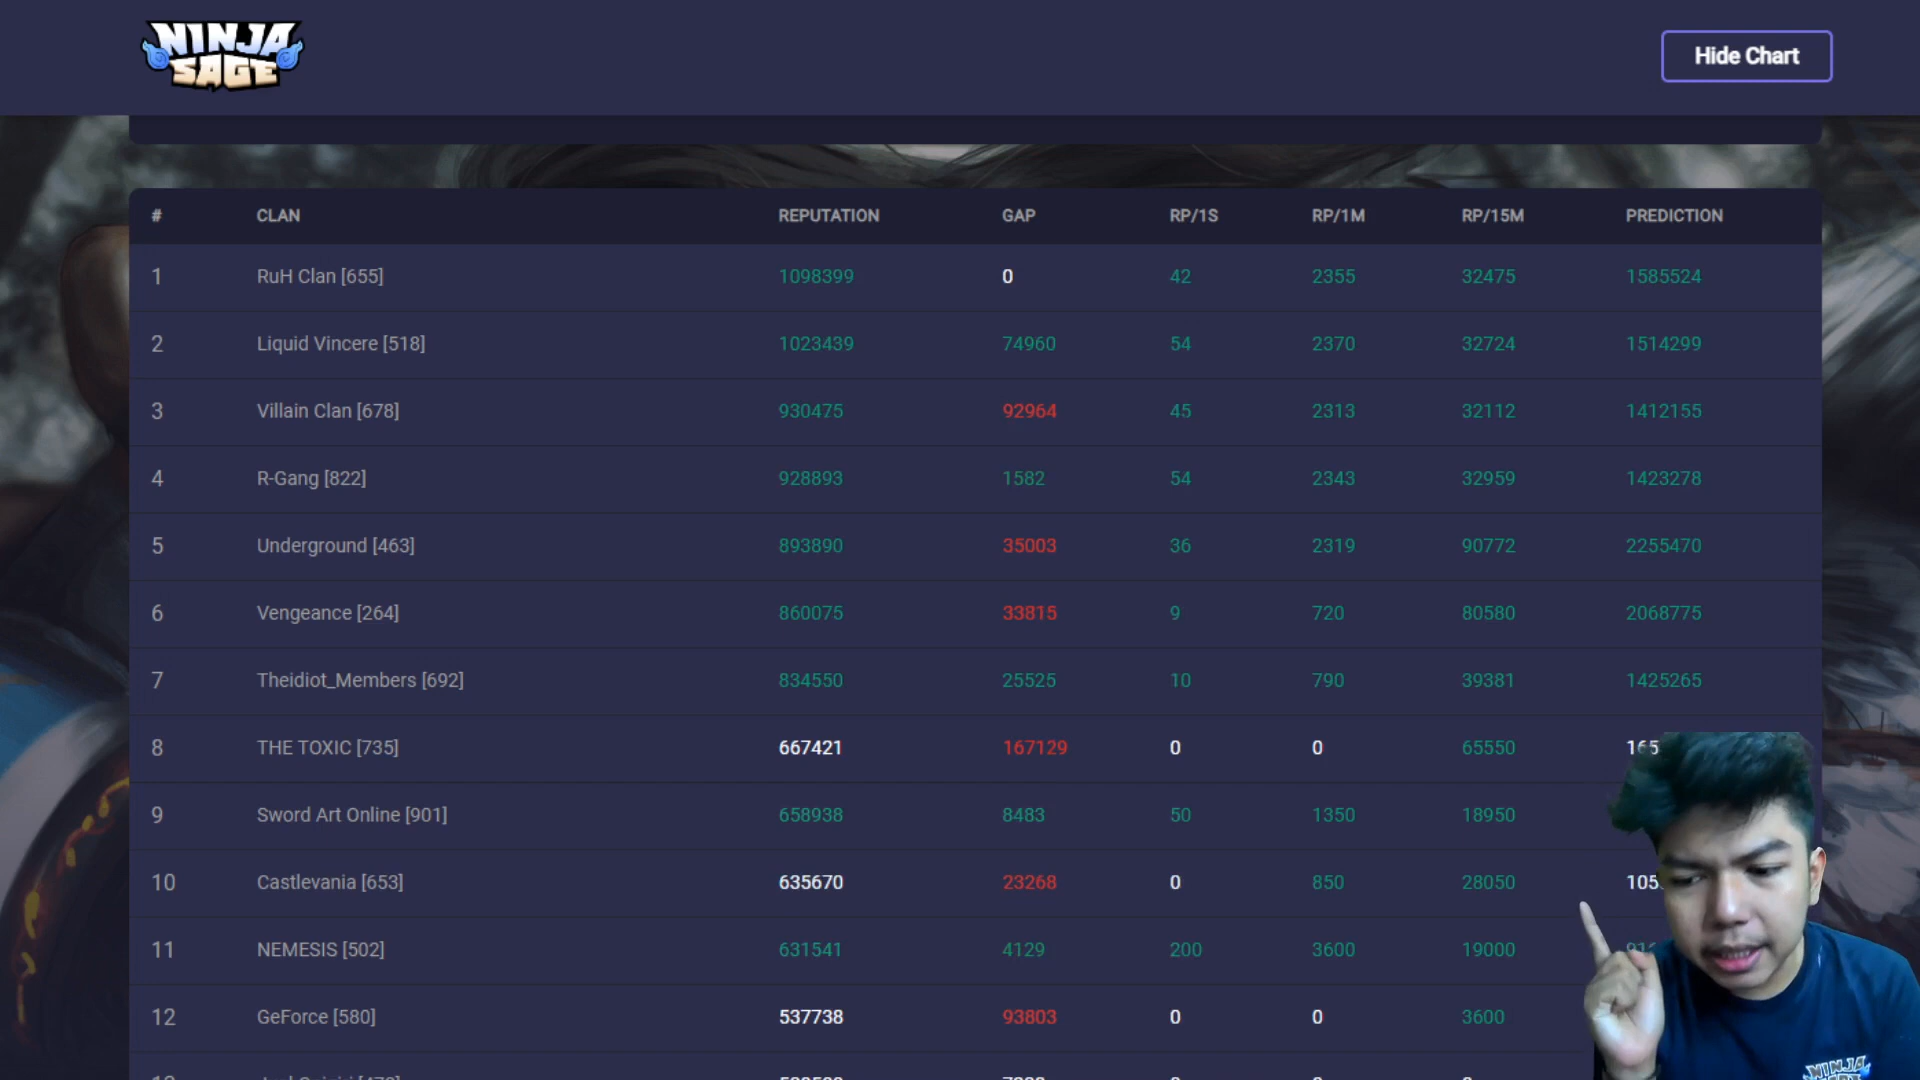 NINJA
SAGE
Hide Chart
# CLAN REPUTATION GAP RP/1S RP/1M RP/15M PREDICTION
1 RuH Clan [655] 1098399 0 42 2355 32475 1585524
2 Liquid Vincere [518] 1023439 74960 54 2370 32724 1514299
3 Villain Clan [678] 930475 92964 45 2313 32112 1412155
4 R-Gang [822] 928893 1582 54 2343 32959 1423278
5 Underground [463] 893890 35003 36 2319 90772 2255470
6 Vengeance [264] 860075 33815 9 720 80580 2068775
7 Theidiot_Members [692] 834550 25525 10 790 39381 1425265
8 THE TOXIC [735] 667421 167129 0 0 65550
9 Sword Art Online [901] 658938 8483 50 1350 18950
10 Castlevania [653] 635670 23268 0 850 28050
11 NEMESIS [502] 631541 4129 200 3600 19000
12 GeForce [580] 537738 93803 0 0 3600
NINJA